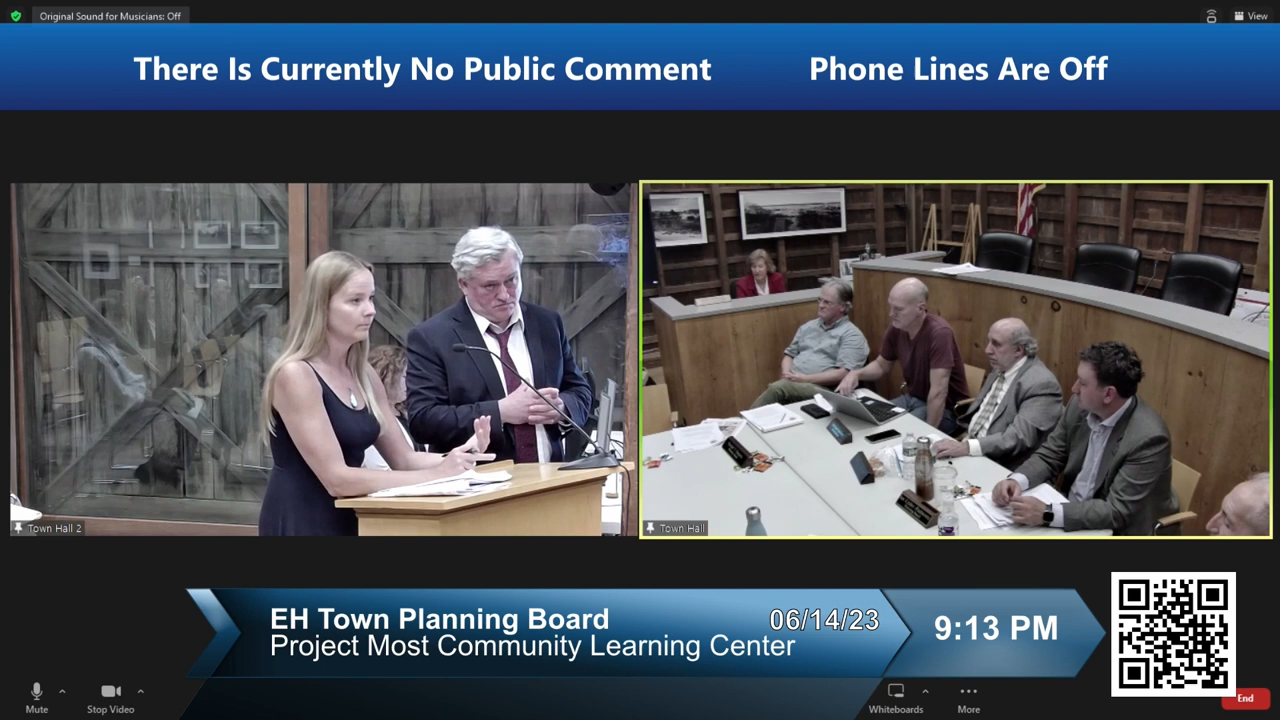 Original Sound for Musicians: Off
View
There Is Currently No Public Comment
Phone Lines Are Off
Town Hall 2
Town Hall
EH Town Planning Board
06/14/23
9:13 PM
Project Most Community Learning Center
Mute
Stop Video
Whiteboards
More
End